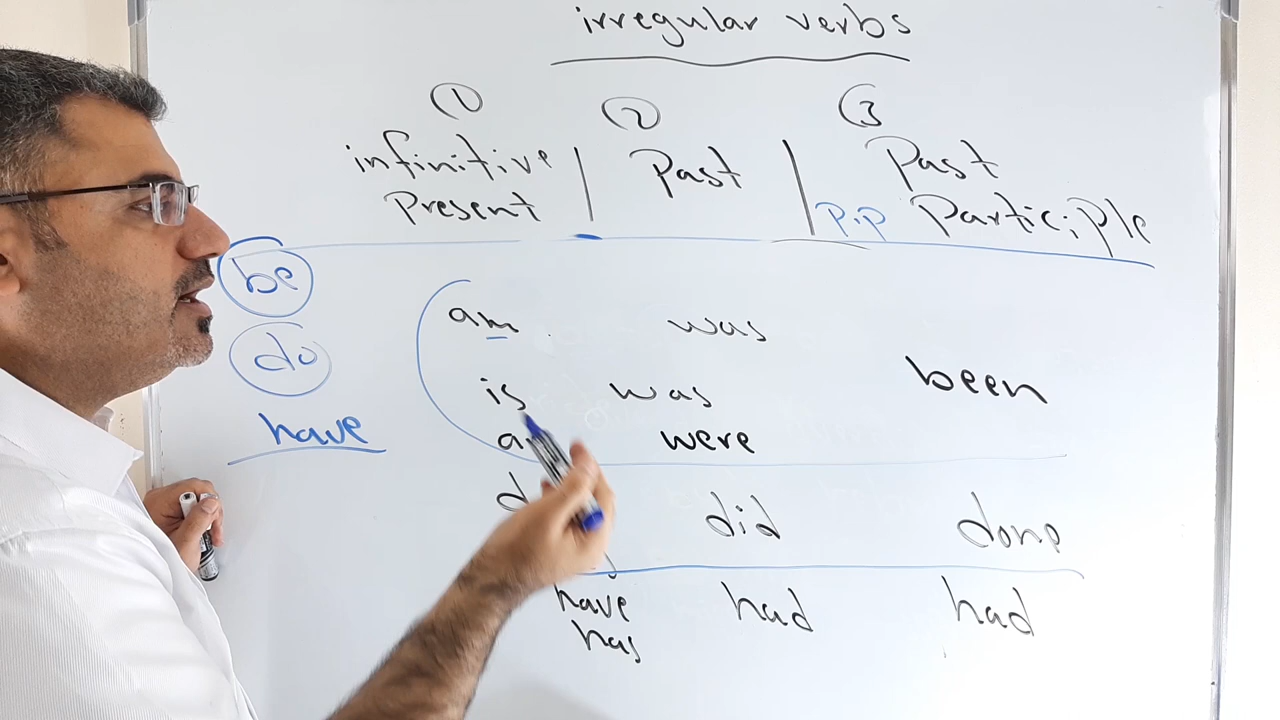 irregular verbs
1 2 3
infinitive | Past | Past
Present P.P Participle
be
am was
do
is was been
have
were
did done
have had had
has